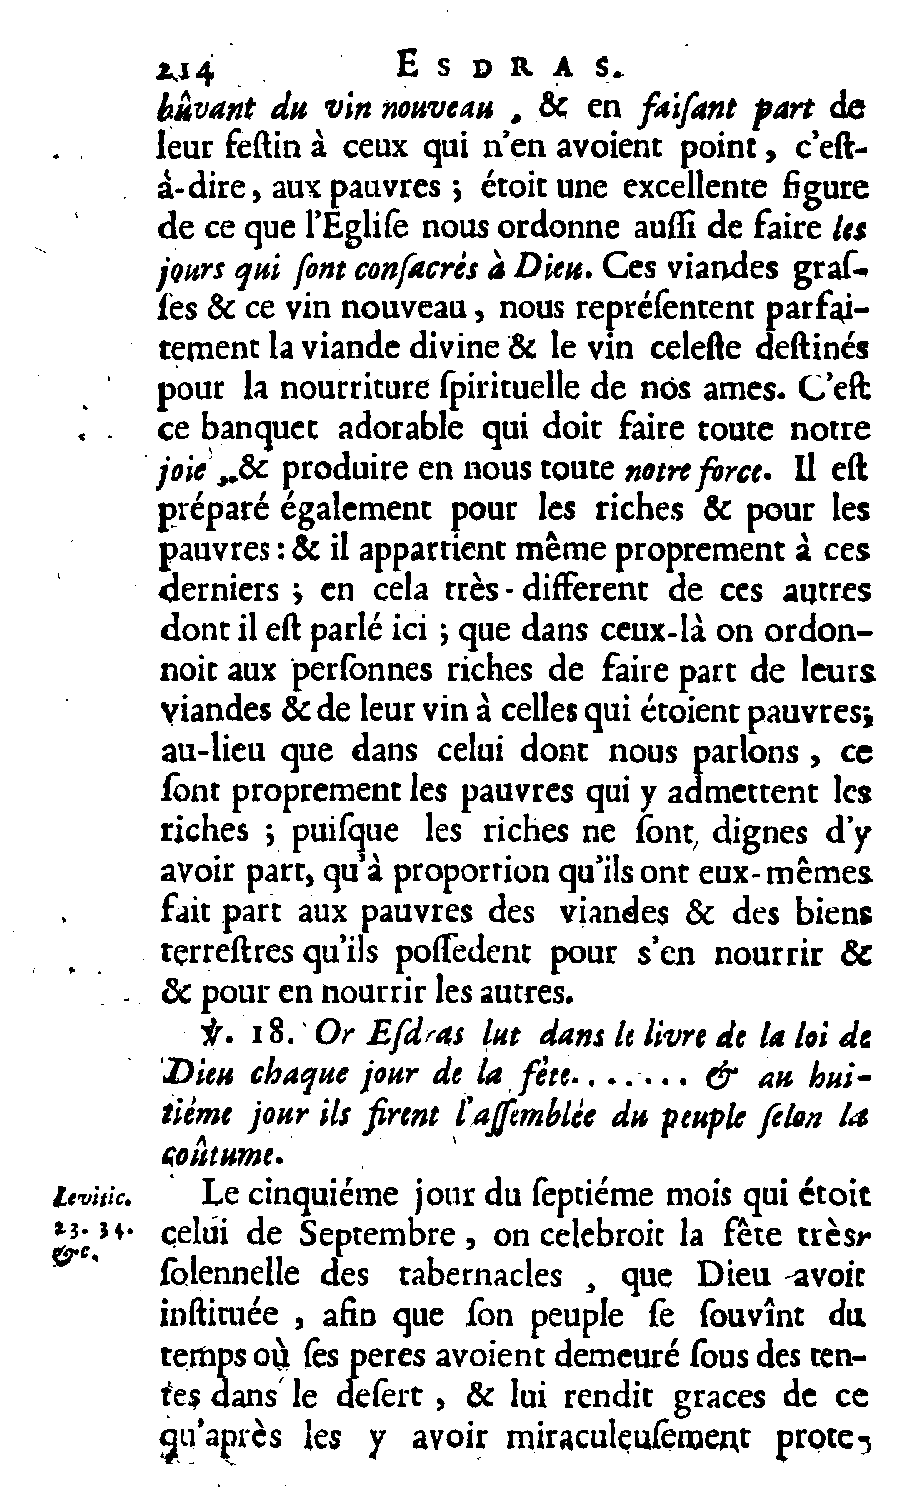 214 ESDRAS.
bûvant du vin nouveau, & en faiſant part de
leur feſtin à ceux qui n'en avoient point, c'eſt-
à-dire, aux pauvres ; étoit une excellente figure
de ce que l'Egliſe nous ordonne auſſi de faire les
jours qui ſont conſacrés à Dieu. Ces viandes graſ-
ſes & ce vin nouveau, nous repréſentent parfai-
tement la viande divine & le vin celeſte deſtinés
pour la nourriture ſpirituelle de nos ames. C'eſt
ce banquet adorable qui doit faire toute notre
joie, & produire en nous toute notre force. Il eſt
préparé également pour les riches & pour les
pauvres : & il appartient même proprement à ces
derniers ; en cela très-different de ces autres
dont il eſt parlé ici ; que dans ceux-là on ordon-
noit aux perſonnes riches de faire part de leurs
viandes & de leur vin à celles qui étoient pauvres;
au-lieu que dans celui dont nous parlons, ce
ſont proprement les pauvres qui y admettent les
riches ; puiſque les riches ne ſont, dignes d'y
avoir part, qu'à proportion qu'ils ont eux-mêmes
fait part aux pauvres des viandes & des biens
terreſtres qu'ils poſſedent pour s'en nourrir &
& pour en nourrir les autres.
℣. 18. Or Eſdras lut dans le livre de la loi de
Dieu chaque jour de la fête. . . . . . . & au hui-
tiéme jour ils firent l'aſſemblée du peuple ſelon la
coûtume.
Levitic. 23. 34. &c.
Le cinquiéme jour du ſeptiéme mois qui étoit
celui de Septembre, on celebroit la fête très-
ſolennelle des tabernacles, que Dieu avoit
inſtituée, afin que ſon peuple ſe ſouvînt du
temps où ſes peres avoient demeuré ſous des ten-
tes dans le deſert, & lui rendit graces de ce
qu'après les y avoir miraculeuſement prote-